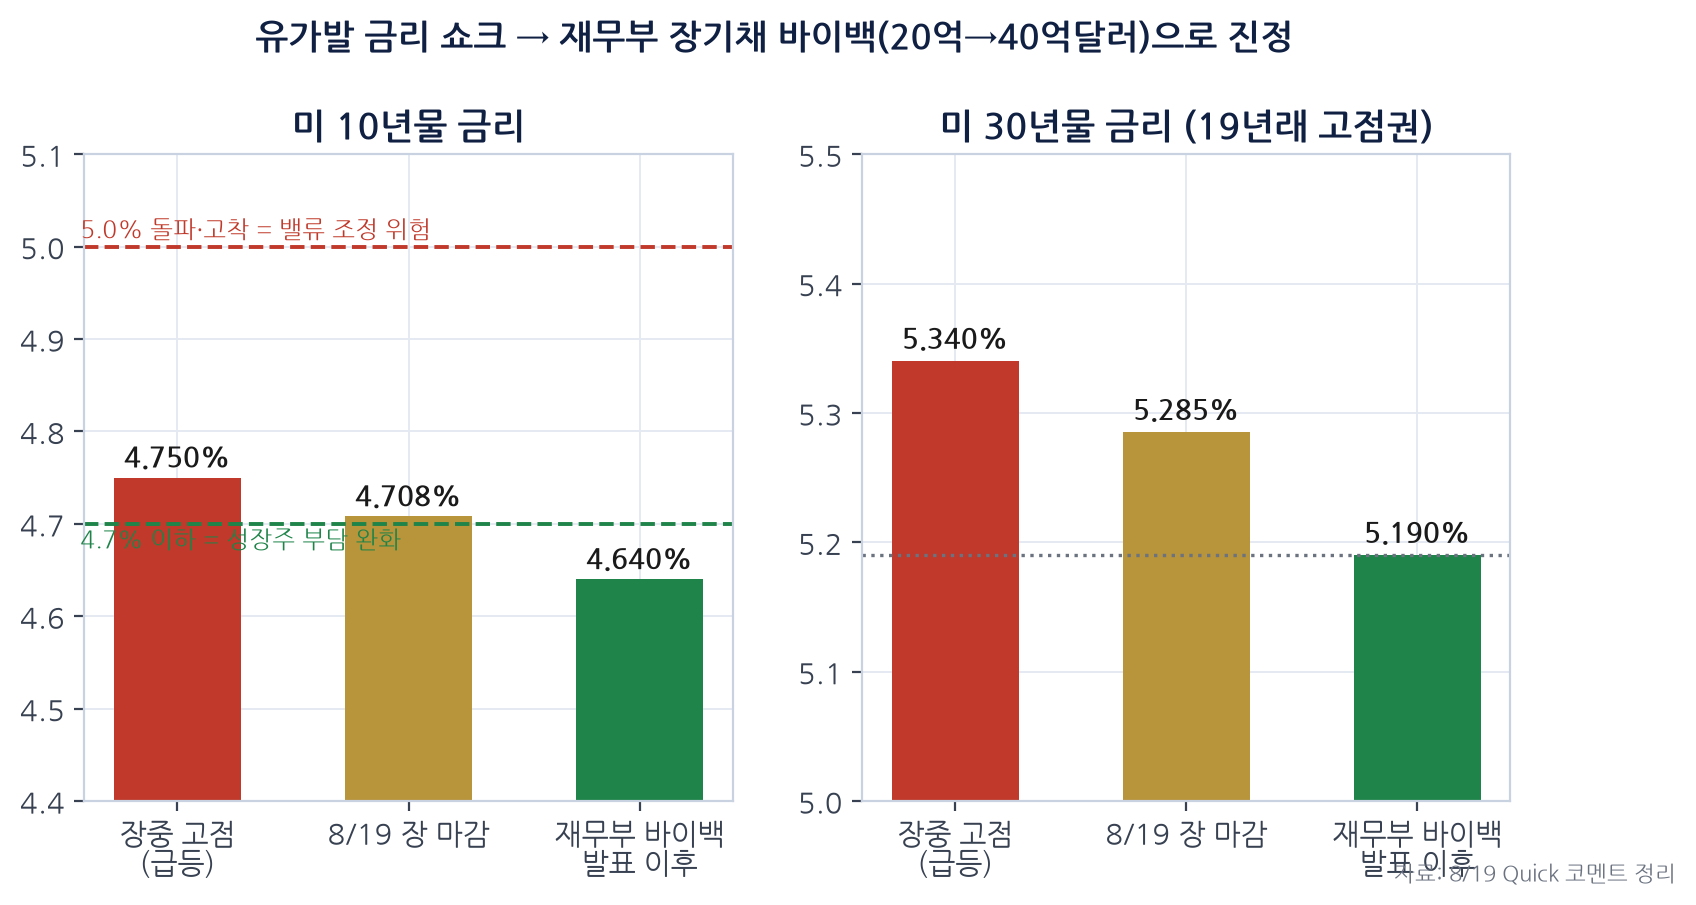 유가발 금리 쇼크 → 재무부 장기채 바이백(20억→40억달러)으로 진정
미 10년물 금리
5.1
5.0% 돌파·고착 = 밸류 조정 위험
5.0
4.9
4.8
4.750%
4.708%
4.7
4.7% 이하 = 성장주 부담 완화
4.640%
4.6
4.5
4.4
장중 고점
(급등)
8/19 장 마감
재무부 바이백
발표 이후
미 30년물 금리 (19년래 고점권)
5.5
5.4
5.340%
5.3
5.285%
5.2
5.190%
5.1
5.0
장중 고점
(급등)
8/19 장 마감
재무부 바이백
발표 이후
자료: 8/19 Quick 코멘트 정리